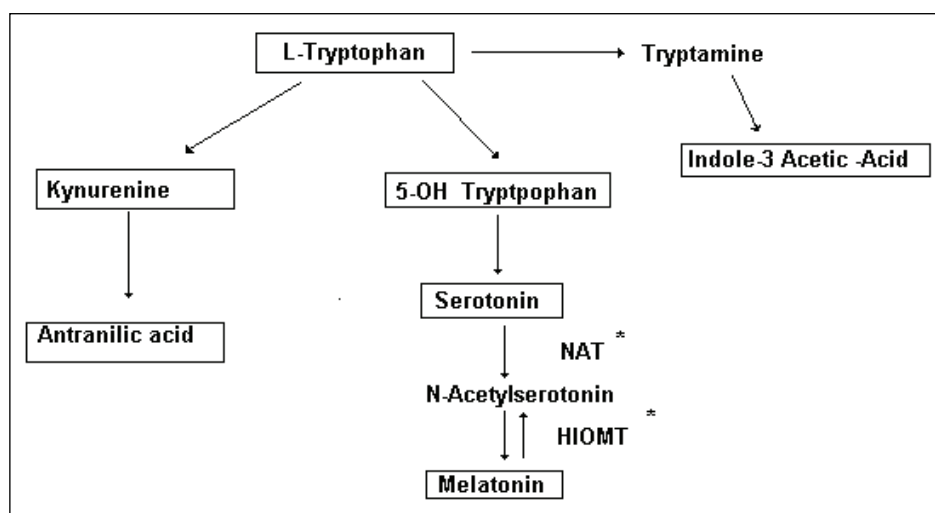 L-Tryptophan
Tryptamine
Kynurenine
5-OH Tryptpophan
Indole-3 Acetic -Acid
Serotonin
Antranilic acid
NAT *
N-Acetylserotonin
HIOMT *
Melatonin